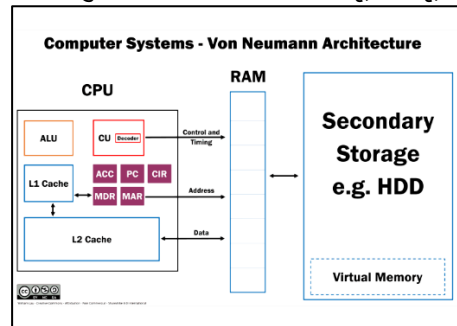 Computer Systems - Von Neumann Architecture
CPU
RAM
ALU
CU
Decoder
Control and
Timing
ACC
PC
CIR
L1 Cache
MDR
MAR
Address
L2 Cache
Data
Secondary
Storage
e.g. HDD
Virtual Memory